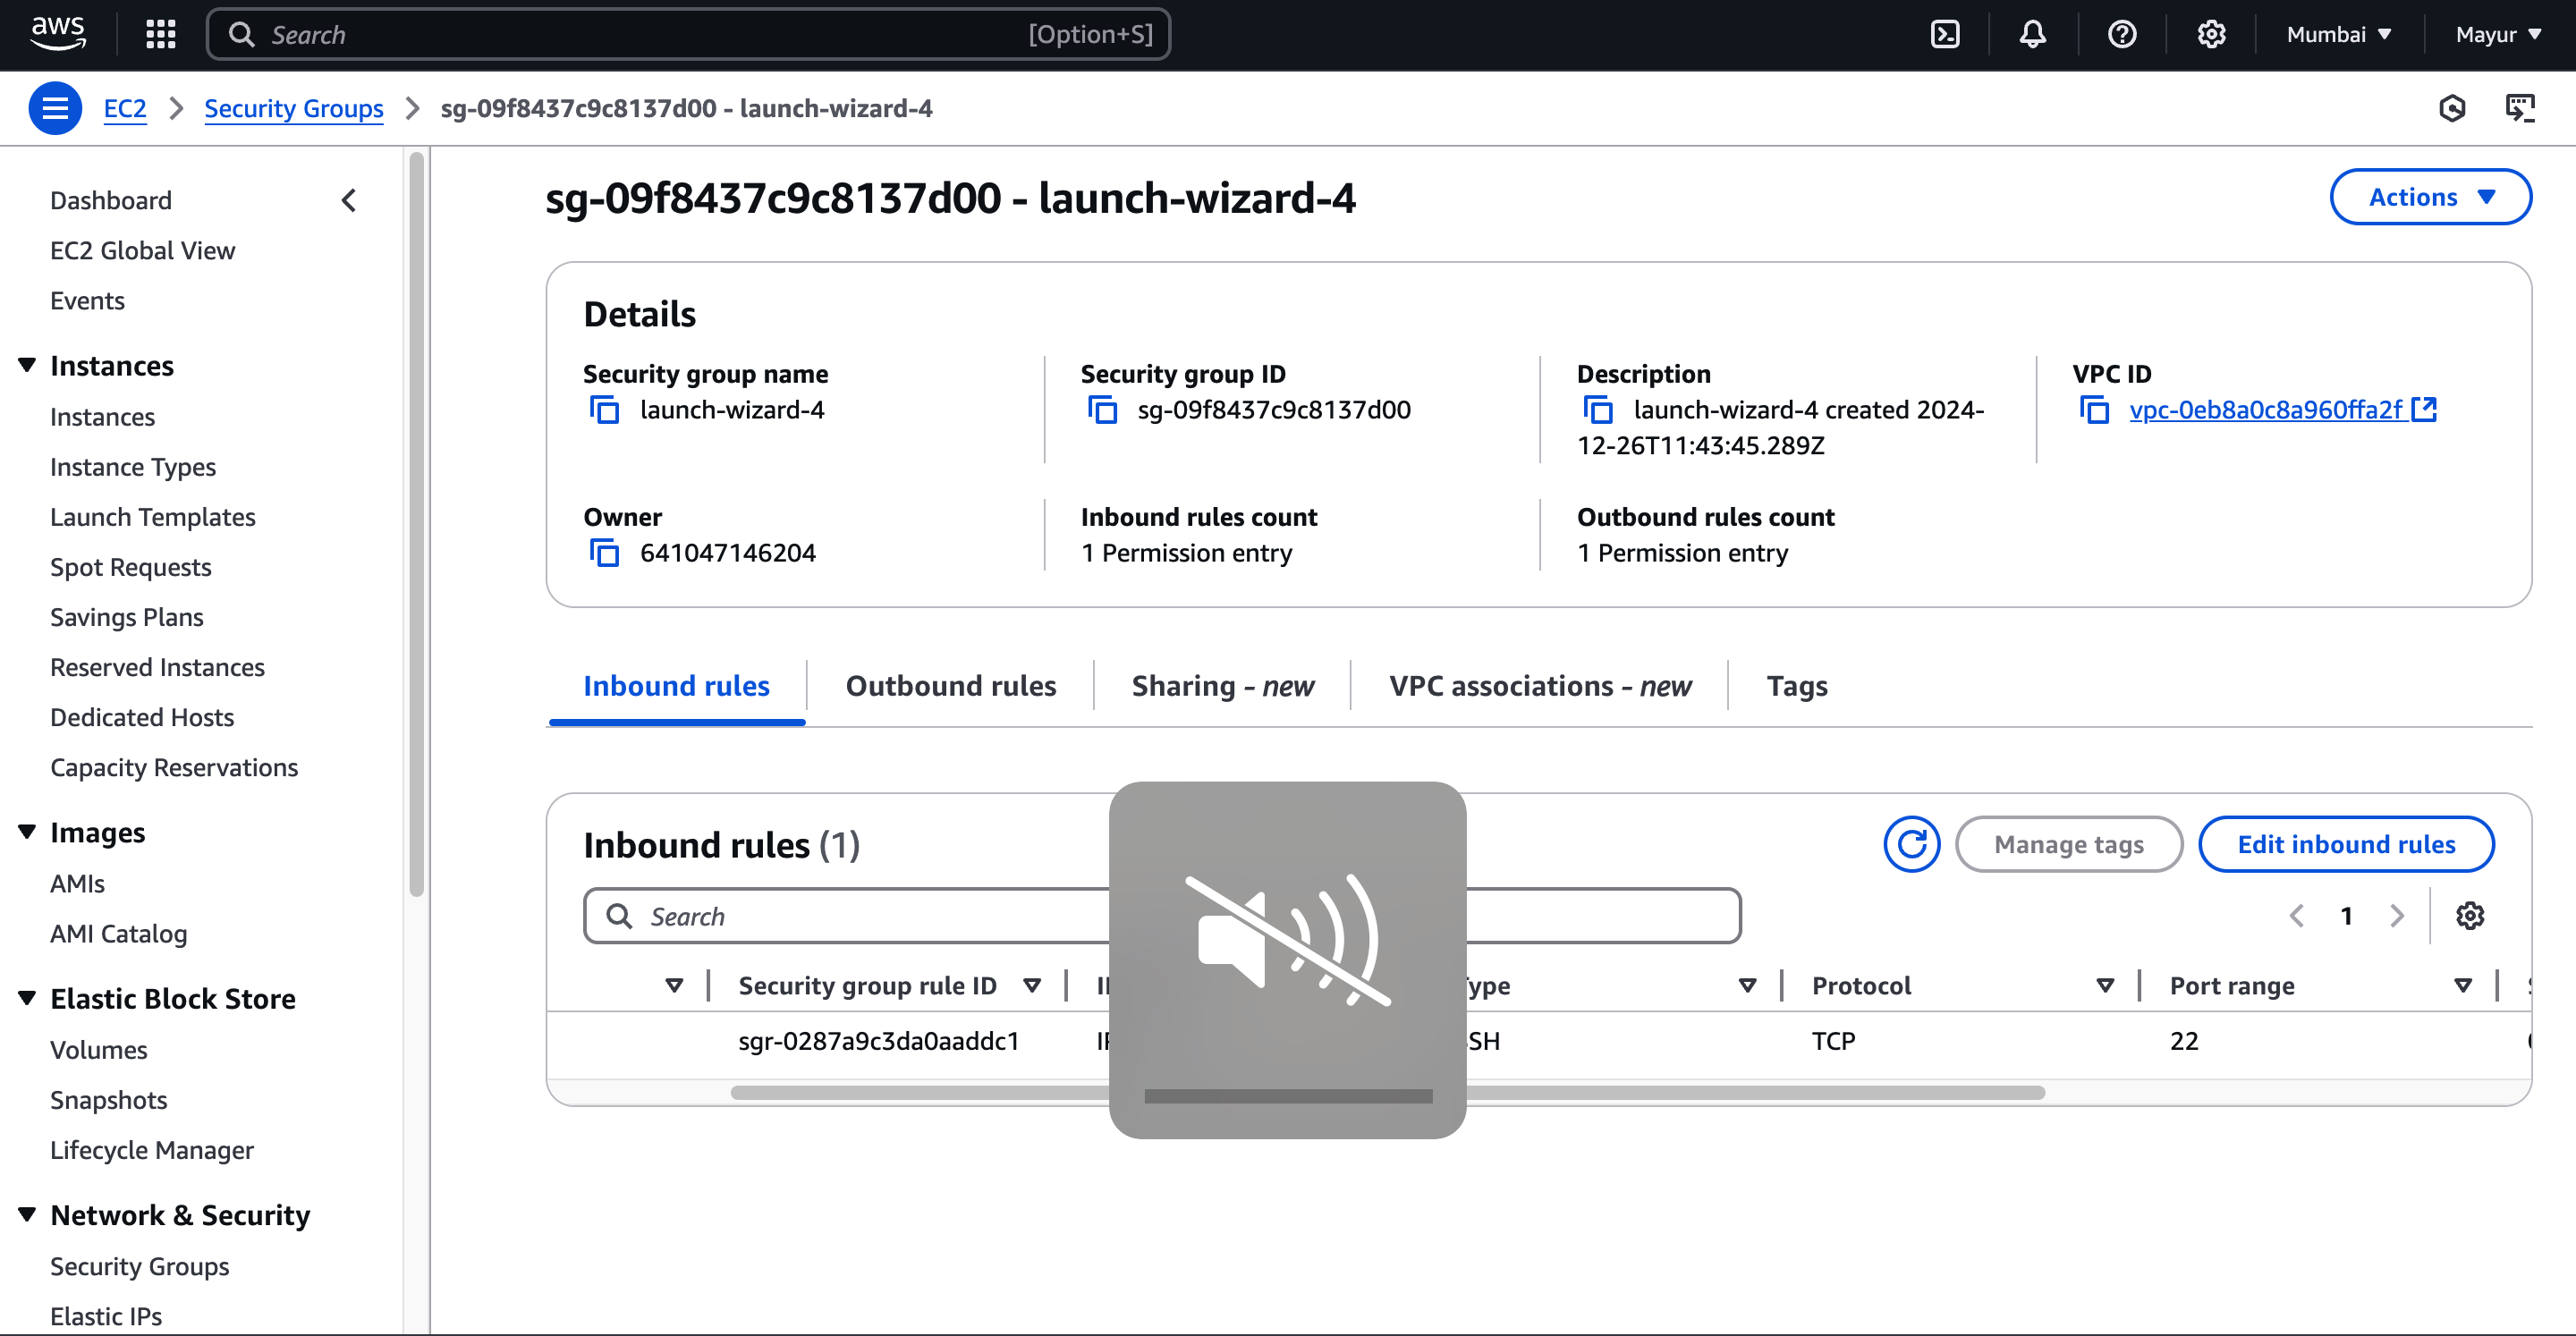 aws
Search [Option+S]
Mumbai
Mayur
EC2
Security Groups
sg-09f8437c9c8137d00 - launch-wizard-4
Dashboard
EC2 Global View
Events
Instances
Instances
Instance Types
Launch Templates
Spot Requests
Savings Plans
Reserved Instances
Dedicated Hosts
Capacity Reservations
Images
AMIs
AMI Catalog
Elastic Block Store
Volumes
Snapshots
Lifecycle Manager
Network & Security
Security Groups
Elastic IPs
sg-09f8437c9c8137d00 - launch-wizard-4
Actions
Details
Security group name
launch-wizard-4
Security group ID
sg-09f8437c9c8137d00
Description
launch-wizard-4 created 2024-
12-26T11:43:45.289Z
VPC ID
vpc-0eb8a0c8a960ffa2f
Owner
641047146204
Inbound rules count
1 Permission entry
Outbound rules count
1 Permission entry
Inbound rules
Outbound rules
Sharing - new
VPC associations - new
Tags
Inbound rules (1)
Manage tags
Edit inbound rules
Search
1
Security group rule ID
Protocol
Port range
sgr-0287a9c3da0aaddc1
TCP
22